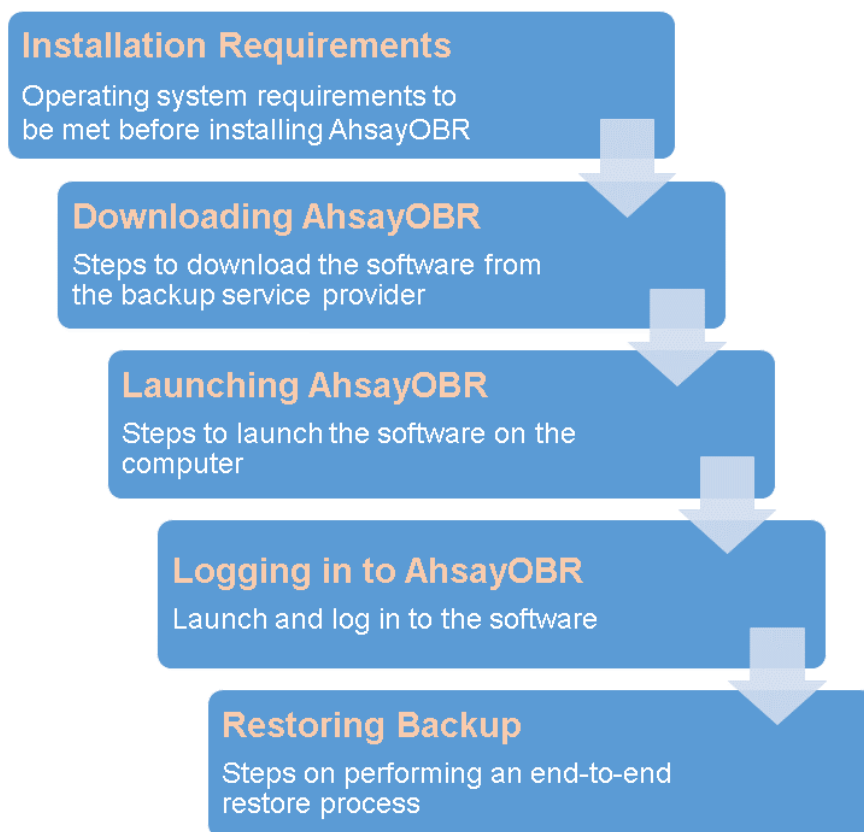 Installation Requirements
Operating system requirements to
be met before installing AhsayOBR
Downloading AhsayOBR
Steps to download the software from
the backup service provider
Launching AhsayOBR
Steps to launch the software on the
computer
Logging in to AhsayOBR
Launch and log in to the software
Restoring Backup
Steps on performing an end-to-end
restore process